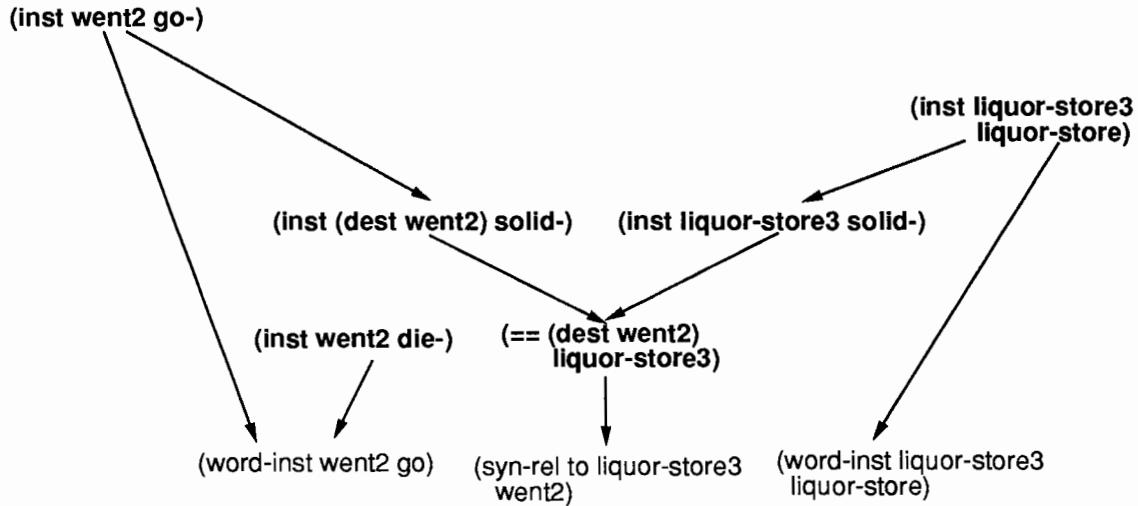 (inst went2 go-)
(inst liquor-store3
liquor-store)
(inst (dest went2) solid-)
(inst liquor-store3 solid-)
(inst went2 die-)
(== (dest went2)
liquor-store3)
(word-inst went2 go)
(syn-rel to liquor-store3
went2)
(word-inst liquor-store3
liquor-store)